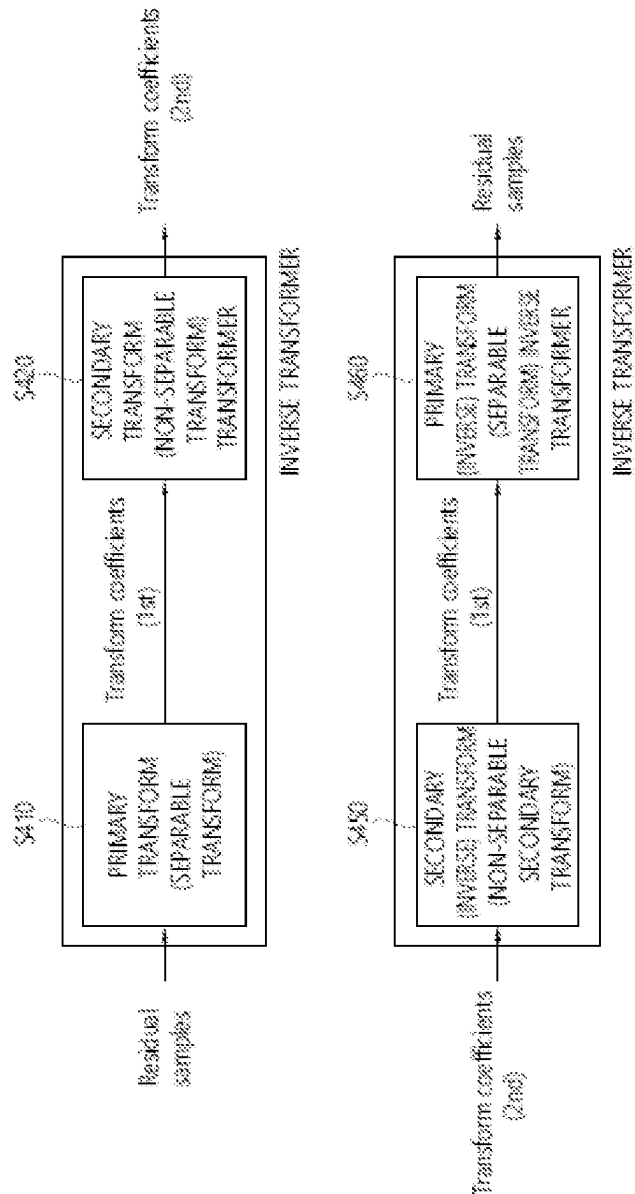 S410
S420
Residual
samples
PRIMARY
TRANSFORM
(SEPARABLE
TRANSFORM)
Transform coefficients
(1st)
SECONDARY
TRANSFORM
(NON-SEPARABLE
TRANSFORM)
TRANSFORMER
Transform coefficients
(2nd)
INVERSE TRANSFORMER
S450
S460
Transform coefficients
(2nd)
SECONDARY
(INVERSE) TRANSFORM
(NON-SEPARABLE
SECONDARY
TRANSFORM)
Transform coefficients
(1st)
PRIMARY
(INVERSE) TRANSFORM
(SEPARABLE
TRANSFORM) INVERSE
TRANSFORMER
Residual
samples
INVERSE TRANSFORMER